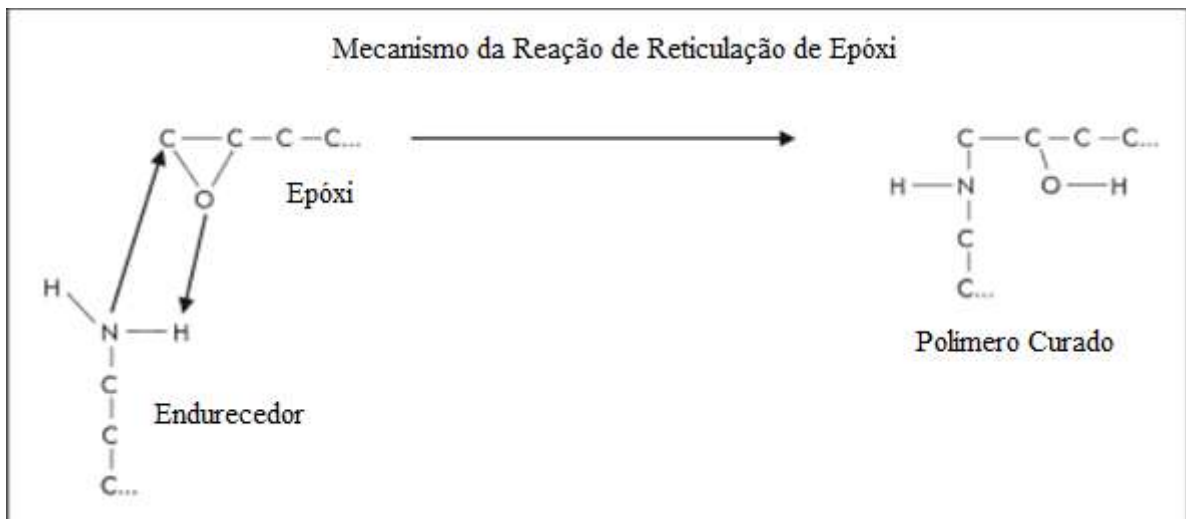 Mecanismo da Reação de Reticulação de Epóxi
C — C — C — C...
O
Epóxi
H
N — H
C
C
C...
Endurecedor
C — C — C — C...
H — N
O — H
C
C...
Polímero Curado